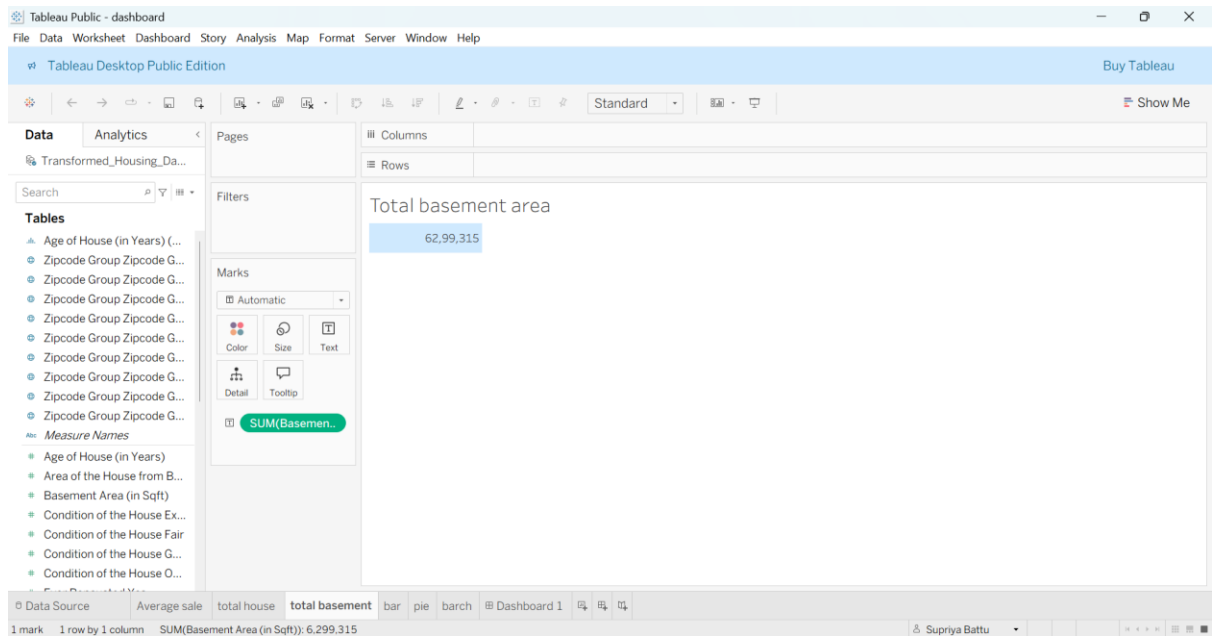 Tableau Public - dashboard
File Data Worksheet Dashboard Story Analysis Map Format Server Window Help
Tableau Desktop Public Edition
Buy Tableau
Standard
Show Me
Data
Analytics
Transformed_Housing_Da...
Search
Tables
Age of House (in Years) (...
Zipcode Group Zipcode G...
Zipcode Group Zipcode G...
Zipcode Group Zipcode G...
Zipcode Group Zipcode G...
Zipcode Group Zipcode G...
Zipcode Group Zipcode G...
Zipcode Group Zipcode G...
Zipcode Group Zipcode G...
Zipcode Group Zipcode G...
Abc Measure Names
# Age of House (in Years)
# Area of the House from B...
# Basement Area (in Sqft)
# Condition of the House Ex...
# Condition of the House Fair
# Condition of the House G...
# Condition of the House O...
Pages
Filters
Marks
Automatic
Color
Size
Text
Detail
Tooltip
SUM(Basemen..
Columns
Rows
Total basement area
62,99,315
Data Source
Average sale
total house
total basement
bar
pie
barch
Dashboard 1
1 mark
1 row by 1 column
SUM(Basement Area (in Sqft)): 6,299,315
Supriya Battu